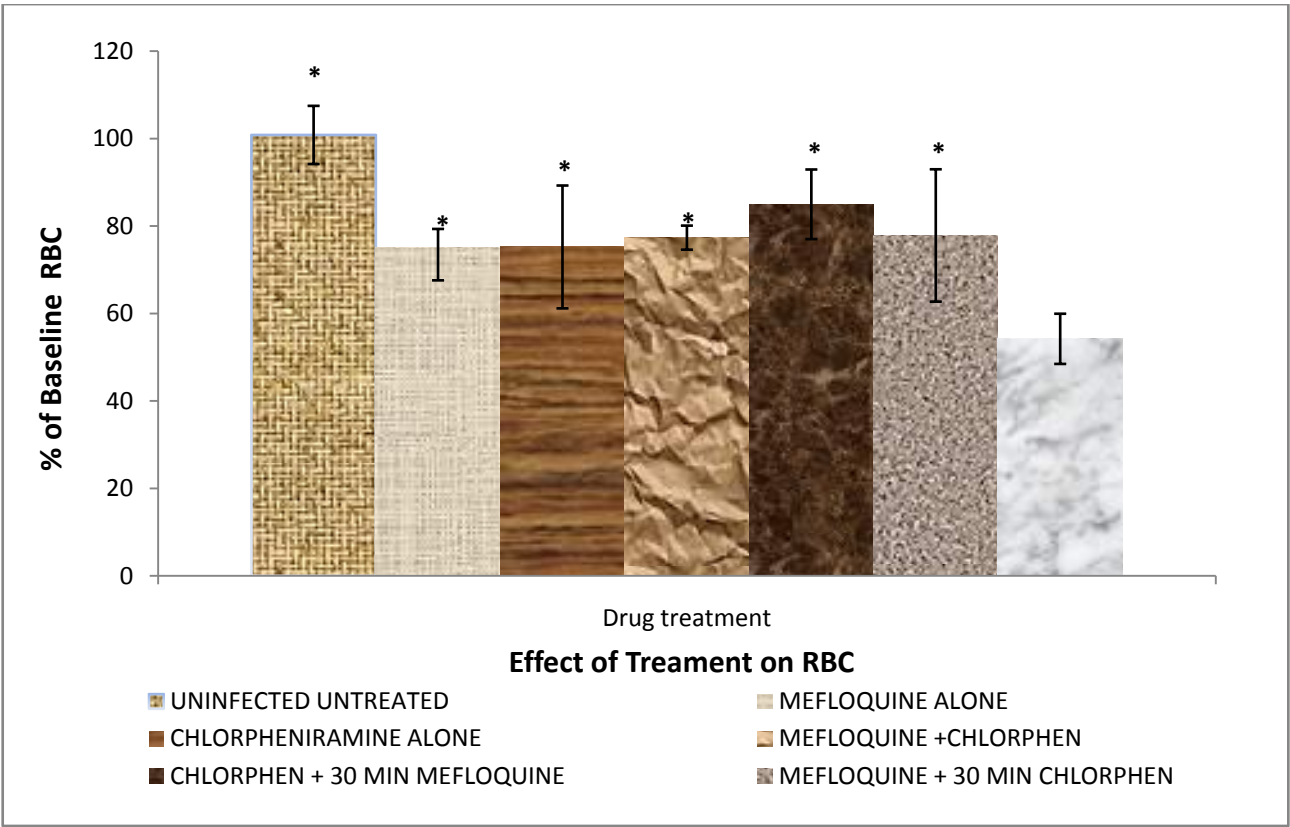 120
100
80
60
40
20
0
% of Baseline RBC
*
*
*
*
*
*
Drug treatment
Effect of Treament on RBC
UNINFECTED UNTREATED
MEFLOQUINE ALONE
CHLORPHENIRAMINE ALONE
MEFLOQUINE +CHLORPHEN
CHLORPHEN + 30 MIN MEFLOQUINE
MEFLOQUINE + 30 MIN CHLORPHEN